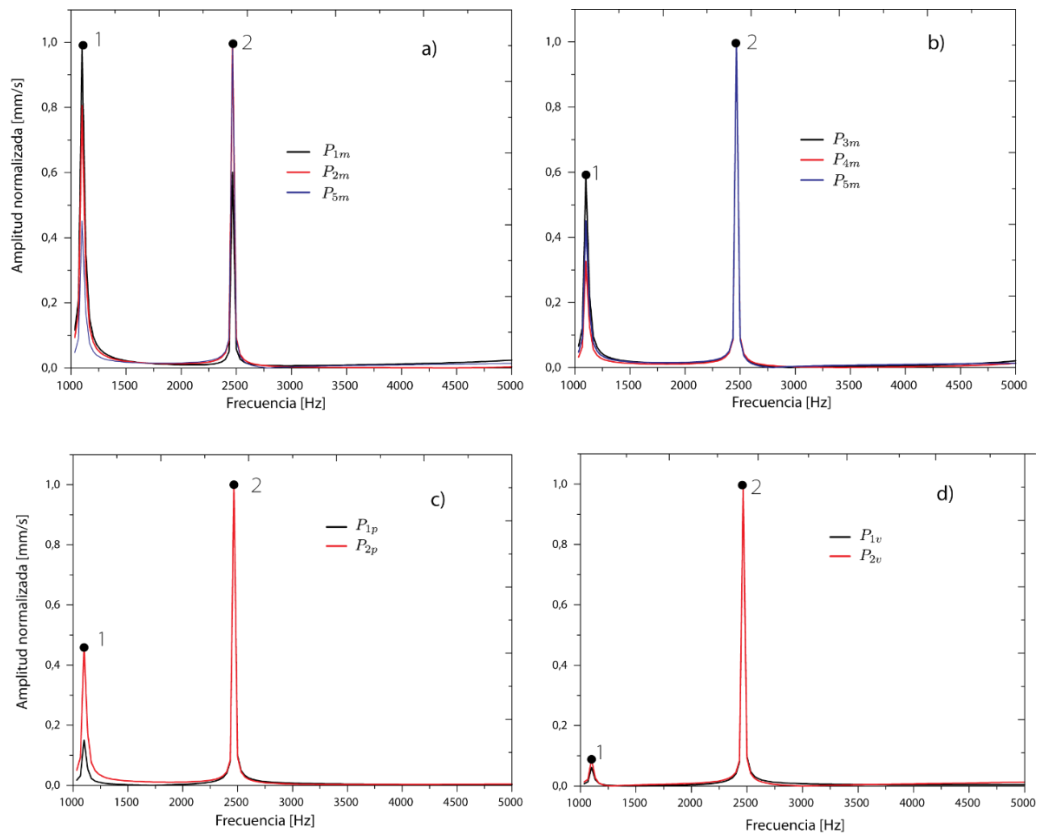 a)
1
2
1,0
0,8
0,6
0,4
0,2
0,0
Amplitud normalizada [mm/s]
P1m
P2m
P5m
1000 1500 2000 2500 3000 3500 4000 4500 5000
Frecuencia [Hz]
b)
1
2
1,0
0,8
0,6
0,4
0,2
0,0
P3m
P4m
P5m
1000 1500 2000 2500 3000 3500 4000 4500 5000
Frecuencia [Hz]
c)
1
2
1,0
0,8
0,6
0,4
0,2
0,0
Amplitud normalizada [mm/s]
P1p
P2p
1000 1500 2000 2500 3000 3500 4000 4500 5000
Frecuencia [Hz]
d)
1
2
1,0
0,8
0,6
0,4
0,2
0,0
P1v
P2v
1000 1500 2000 2500 3000 3500 4000 4500 5000
Frecuencia [Hz]